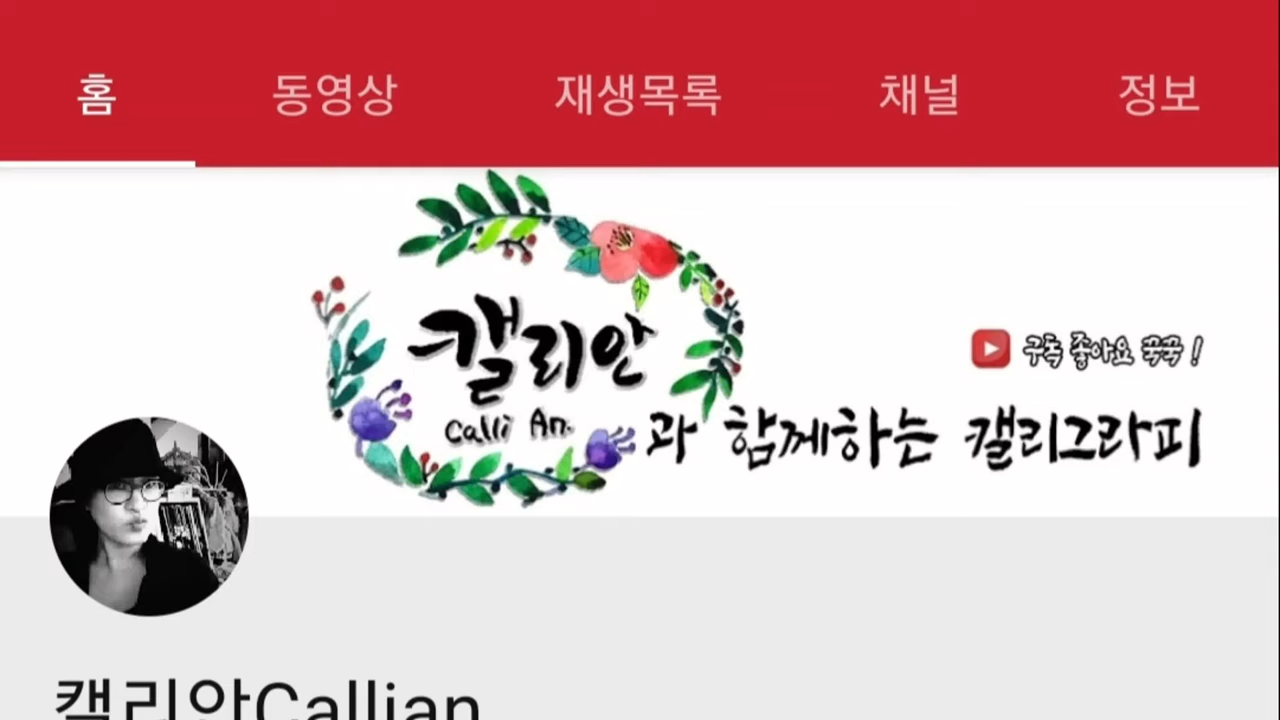 홈 동영상 재생목록 채널 정보
캘리안
Calli An.
구독 좋아요 꾹꾹 !
과 함께하는 캘리그라피
캘리안Callian